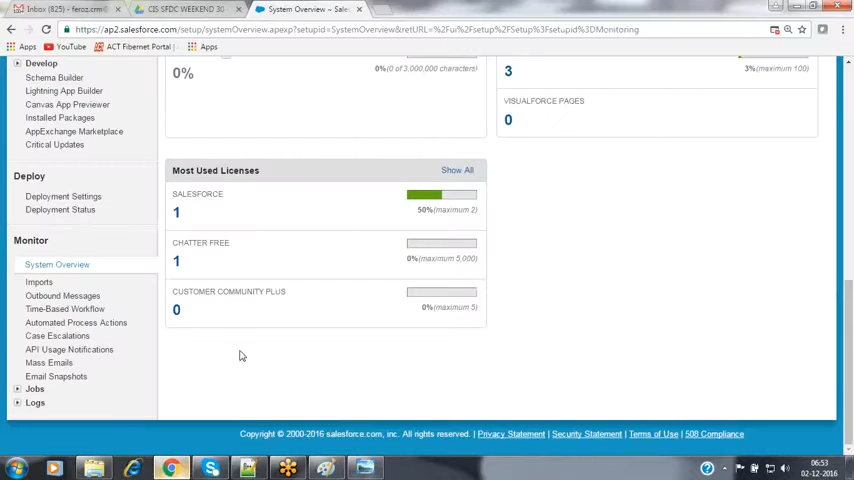 Inbox (825) - feroz.crm@
CIS SFDC WEEKEND 30
System Overview ~ Sales
https://ap2.salesforce.com/setup/systemOverview.apexp?setupid=SystemOverview&retURL=%2Fui%2Fsetup%2FSetup%3Fsetupid%3DMonitoring
Apps
YouTube
ACT Fibernet Portal
Apps
Develop
Schema Builder
Lightning App Builder
Canvas App Previewer
Installed Packages
AppExchange Marketplace
Critical Updates
Deploy
Deployment Settings
Deployment Status
Monitor
System Overview
Imports
Outbound Messages
Time-Based Workflow
Automated Process Actions
Case Escalations
API Usage Notifications
Mass Emails
Email Snapshots
Jobs
Logs
0%
0% (0 of 3,000,000 characters)
3
3% (maximum 100)
VISUALFORCE PAGES
0
Most Used Licenses
Show All
SALESFORCE
1
50% (maximum 2)
CHATTER FREE
1
0% (maximum 5,000)
CUSTOMER COMMUNITY PLUS
0
0% (maximum 5)
Copyright © 2000-2016 salesforce.com, inc. All rights reserved. | Privacy Statement | Security Statement | Terms of Use | 508 Compliance
06:53
02-12-2016